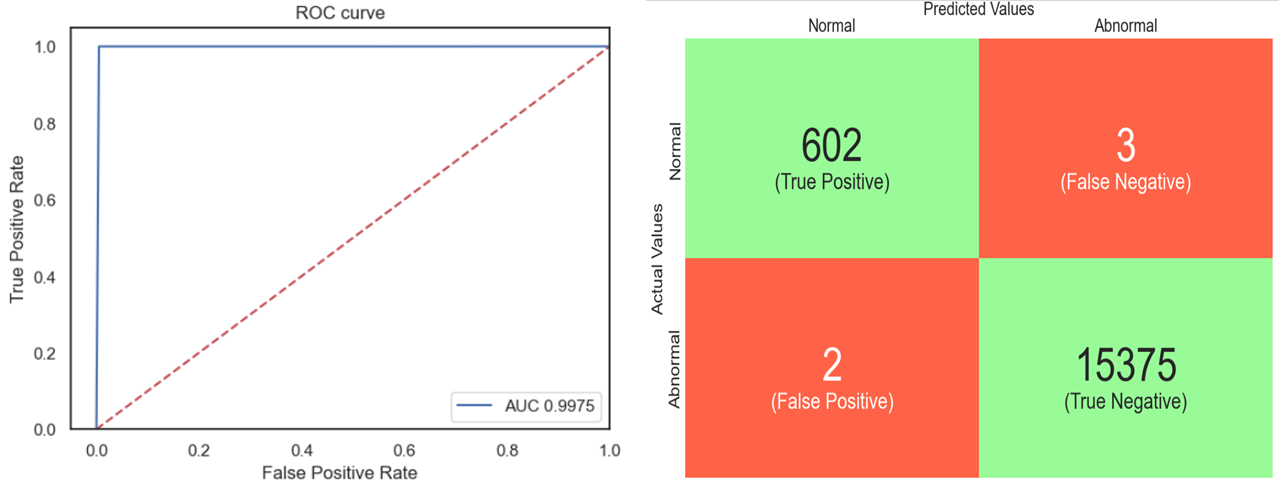 ROC curve
True Positive Rate
1.0
0.8
0.6
0.4
0.2
0.0
0.0 0.2 0.4 0.6 0.8 1.0
False Positive Rate
AUC 0.9975
Predicted Values
Normal Abnormal
Actual Values
Normal
Abnormal
602
(True Positive)
3
(False Negative)
2
(False Positive)
15375
(True Negative)